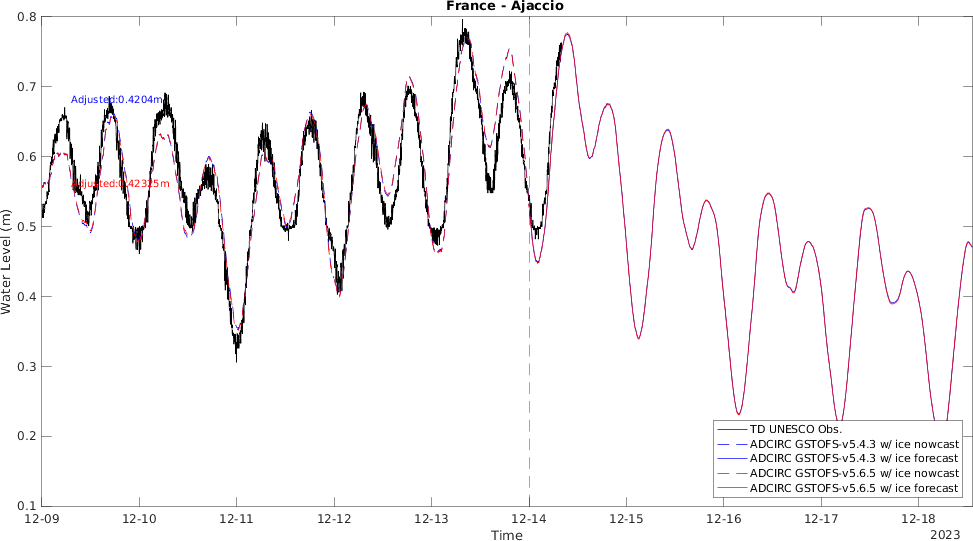 France - Ajaccio
0.8
0.7
0.6
0.5
0.4
0.3
0.2
0.1
Water Level (m)
Adjusted:0.4204m
Adjusted:0.42325m
TD UNESCO Obs.
ADCIRC GSTOFS-v5.4.3 w/ ice nowcast
ADCIRC GSTOFS-v5.4.3 w/ ice forecast
ADCIRC GSTOFS-v5.6.5 w/ ice nowcast
ADCIRC GSTOFS-v5.6.5 w/ ice forecast
12-09 12-10 12-11 12-12 12-13 12-14 12-15 12-16 12-17 12-18
Time
2023